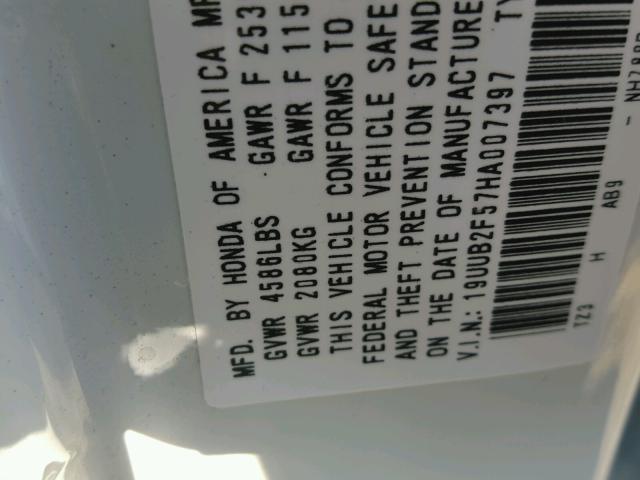 MFD. BY HONDA OF AMERICA MF
GVWR 4586LBS GAWR F 253
GVWR 2080KG GAWR F 115
THIS VEHICLE CONFORMS TO
FEDERAL MOTOR VEHICLE SAFE
AND THEFT PREVENTION STAND
ON THE DATE OF MANUFACTURE
V.I.N.: 19UUB2F57HA007397 TY
TZ3 H AB9 -